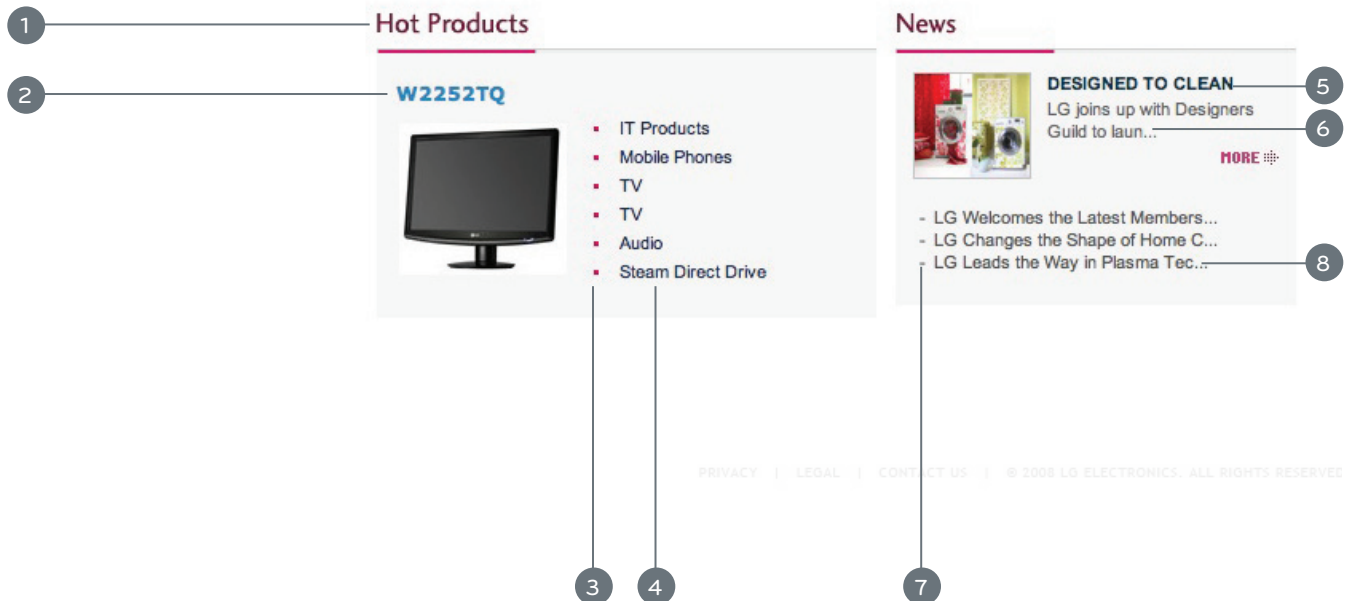 1
Hot Products
2
W2252TQ
IT Products
Mobile Phones
TV
TV
Audio
Steam Direct Drive
3
4
News
DESIGNED TO CLEAN
5
LG joins up with Designers
Guild to laun...
6
MORE
- LG Welcomes the Latest Members...
- LG Changes the Shape of Home C...
- LG Leads the Way in Plasma Tec...
8
7
PRIVACY | LEGAL | CONTACT US | © 2008 LG ELECTRONICS. ALL RIGHTS RESERVED